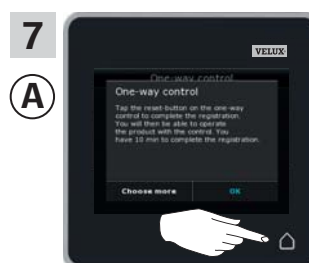 7
A
VELUX
One-way control
One-way control
Tap the reset-button on the one-way
control to complete the registration.
You will then be able to operate
the product with the control. You
have 10 min to complete the registration.
Choose more OK